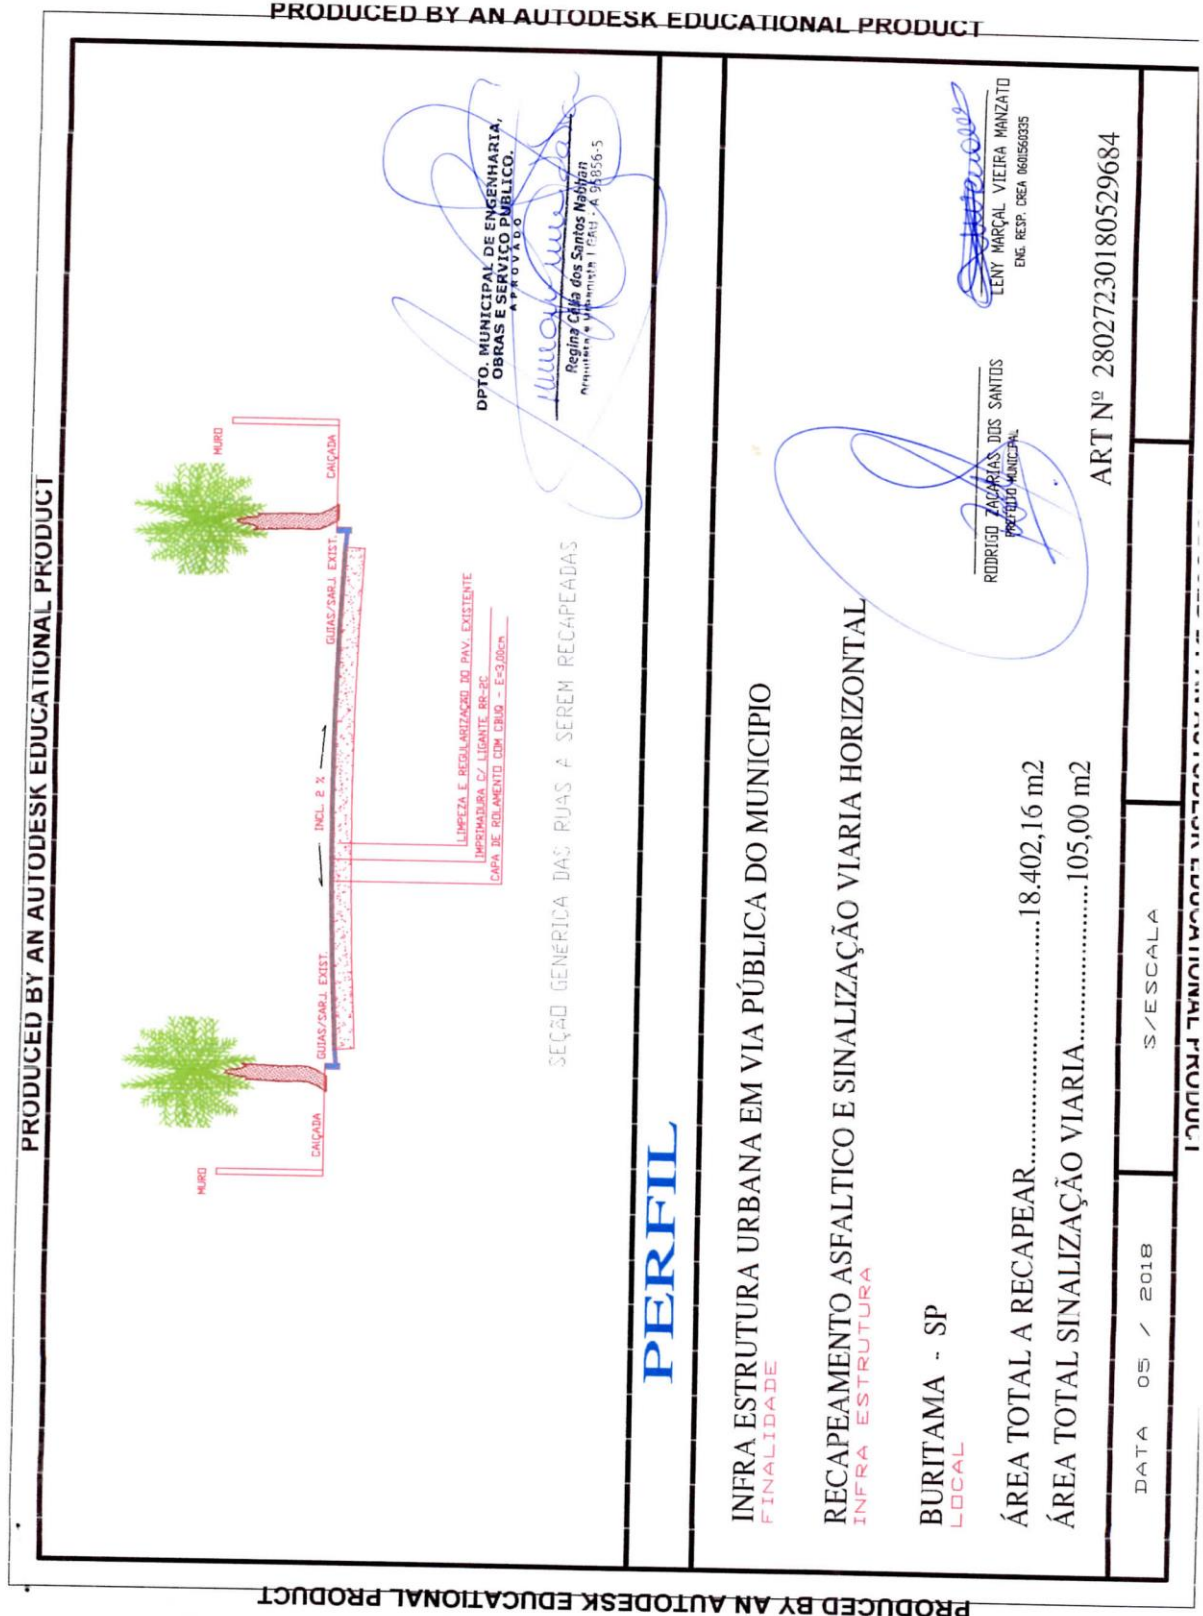 PRODUCED BY AN AUTODESK EDUCATIONAL PRODUCT
PRODUCED BY AN AUTODESK EDUCATIONAL PRODUCT
MURO
CALÇADA
GUIAS/SARJ. EXIST.
INCL. 2 %
GUIAS/SARJ. EXIST.
CALÇADA
MURO
LIMPEZA E REGULARIZAÇÃO DO PAV. EXISTENTE
IMPRIMADURA C/ LIGANTE RR-2C
CAPA DE ROLAMENTO COM CBUQ - E=3,00cm
SEÇÃO GENÉRICA DAS RUAS A SEREM RECAPEADAS
DPTO. MUNICIPAL DE ENGENHARIA,
OBRAS E SERVIÇO PÚBLICO.
APROVADO
Regina Célia dos Santos Nabhan
Arquiteta e Urbanista I CAU - A 95856-5
PERFIL
INFRA ESTRUTURA URBANA EM VIA PÚBLICA DO MUNICIPIO
FINALIDADE
RECAPEAMENTO ASFALTICO E SINALIZAÇÃO VIARIA HORIZONTAL
INFRA ESTRUTURA
BURITAMA - SP
LOCAL
RODRIGO ZACARIAS DOS SANTOS
PREFEITO MUNICIPAL
LENY MARÇAL VIEIRA MANZATO
ENG. RESP. CREA 0601560335
ÁREA TOTAL A RECAPEAR..............................18.402,16 m2
ÁREA TOTAL SINALIZAÇÃO VIARIA....................105,00 m2
ART Nº 28027230180529684
DATA 05 / 2018
S/ESCALA
PRODUCED BY AN AUTODESK EDUCATIONAL PRODUCT